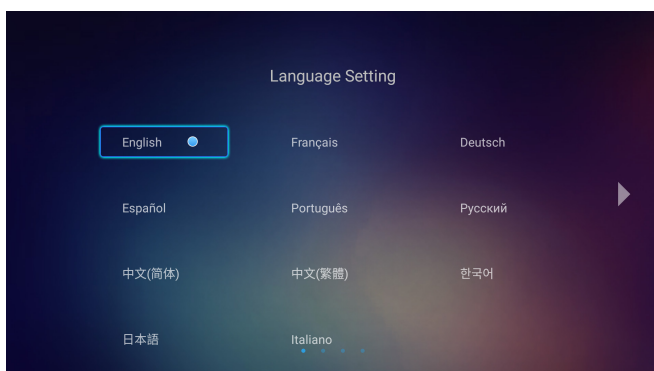 Language Setting
English
Français
Deutsch
Español
Português
Русский
中文(简体)
中文(繁體)
한국어
日本語
Italiano